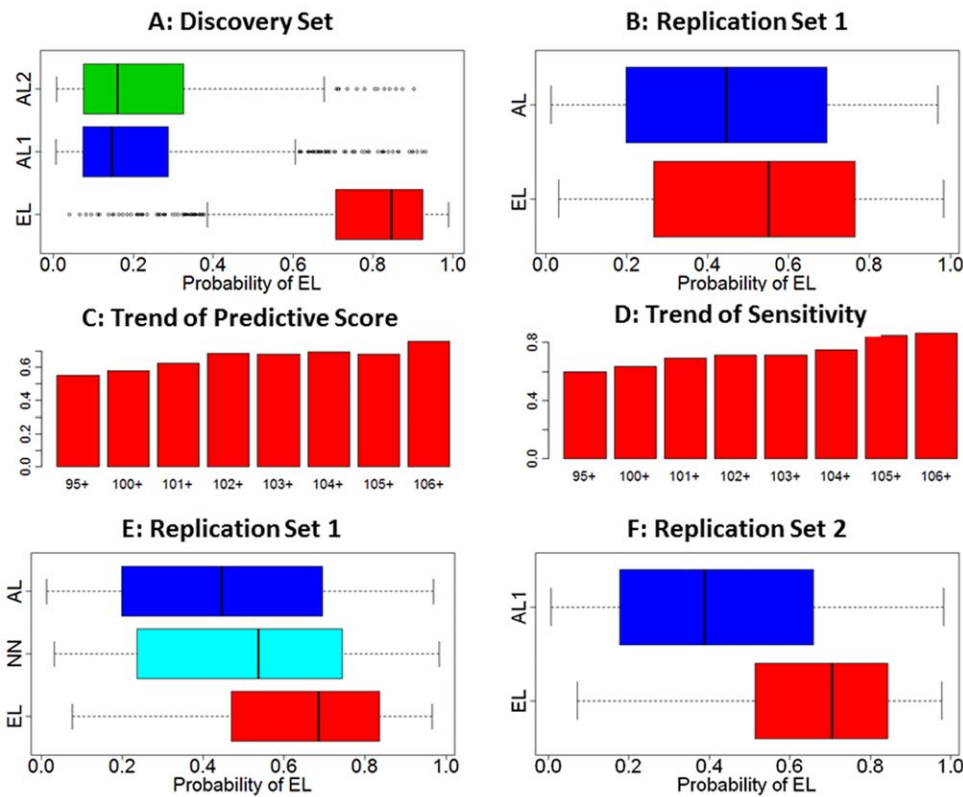 A: Discovery Set
AL2
AL1
EL
0.0 0.2 0.4 0.6 0.8 1.0
Probability of EL
B: Replication Set 1
AL
EL
0.0 0.2 0.4 0.6 0.8 1.0
Probability of EL
C: Trend of Predictive Score
0.0 0.2 0.4 0.6
95+ 100+ 101+ 102+ 103+ 104+ 105+ 106+
D: Trend of Sensitivity
0.0 0.4 0.8
95+ 100+ 101+ 102+ 103+ 104+ 105+ 106+
E: Replication Set 1
AL
NN
EL
0.0 0.2 0.4 0.6 0.8 1.0
Probability of EL
F: Replication Set 2
AL1
EL
0.0 0.2 0.4 0.6 0.8 1.0
Probability of EL